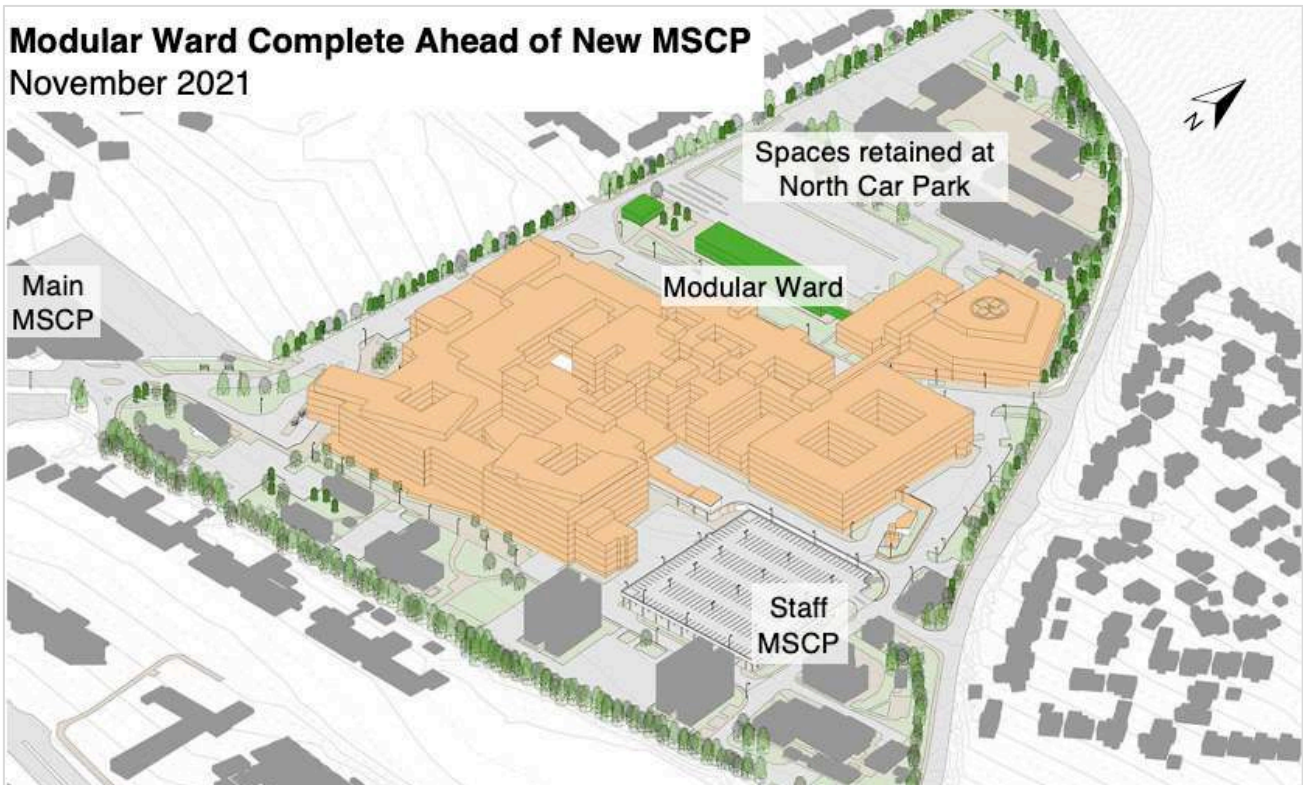 Modular Ward Complete Ahead of New MSCP
November 2021
N
Spaces retained at
North Car Park
Main
MSCP
Modular Ward
Staff
MSCP